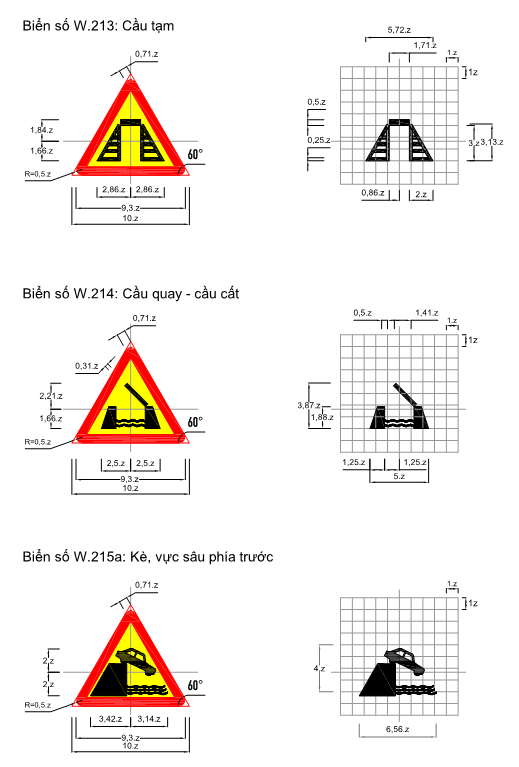 Biển số W.213: Cầu tạm
0,71.z
1,84.z
1,66.z
R=0,5.z
60°
2,86.z 2,86.z
9,3.z
10.z
5,72.z
1,71.z
1.z
1z
0,5.z
0,25.z
3.z
3,13.z
0,86.z
2.z
Biển số W.214: Cầu quay - cầu cất
0,71.z
0,31.z
2,21.z
1,66.z
R=0,5.z
60°
2,5.z 2,5.z
9,3.z
10.z
0,5.z
1,41.z
1.z
1z
3,87.z
1,88.z
1,25.z 1,25.z
5.z
Biển số W.215a: Kè, vực sâu phía trước
0,71.z
2.z
2.z
R=0,5.z
60°
3,42.z 3,14.z
9,3.z
10.z
1.z
1z
4.z
6,56.z